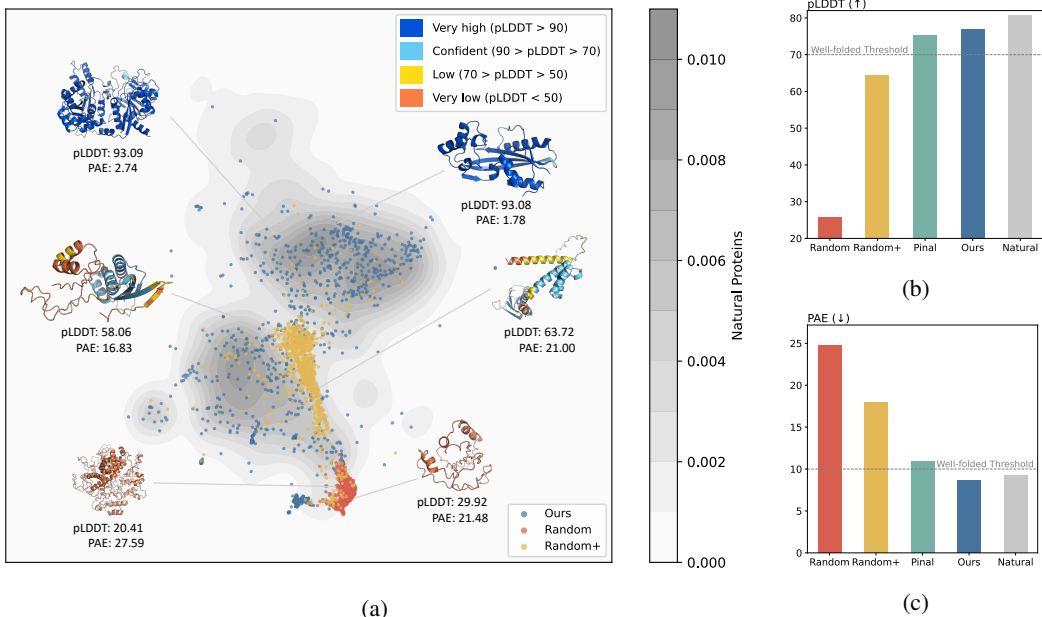 Very high (pLDDT > 90)
Confident (90 > pLDDT > 70)
Low (70 > pLDDT > 50)
Very low (pLDDT < 50)
pLDDT: 93.09
PAE: 2.74
pLDDT: 93.08
PAE: 1.78
pLDDT: 58.06
PAE: 16.83
pLDDT: 63.72
PAE: 21.00
pLDDT: 20.41
PAE: 27.59
pLDDT: 29.92
PAE: 21.48
Ours
Random
Random+
(a)
0.010
0.008
0.006
0.004
0.002
0.000
Natural Proteins
pLDDT (↑)
80
70
60
50
40
30
20
Well-folded Threshold
Random
Random+
Pinal
Ours
Natural
(b)
PAE (↓)
25
20
15
10
5
0
Well-folded Threshold
Random
Random+
Pinal
Ours
Natural
(c)